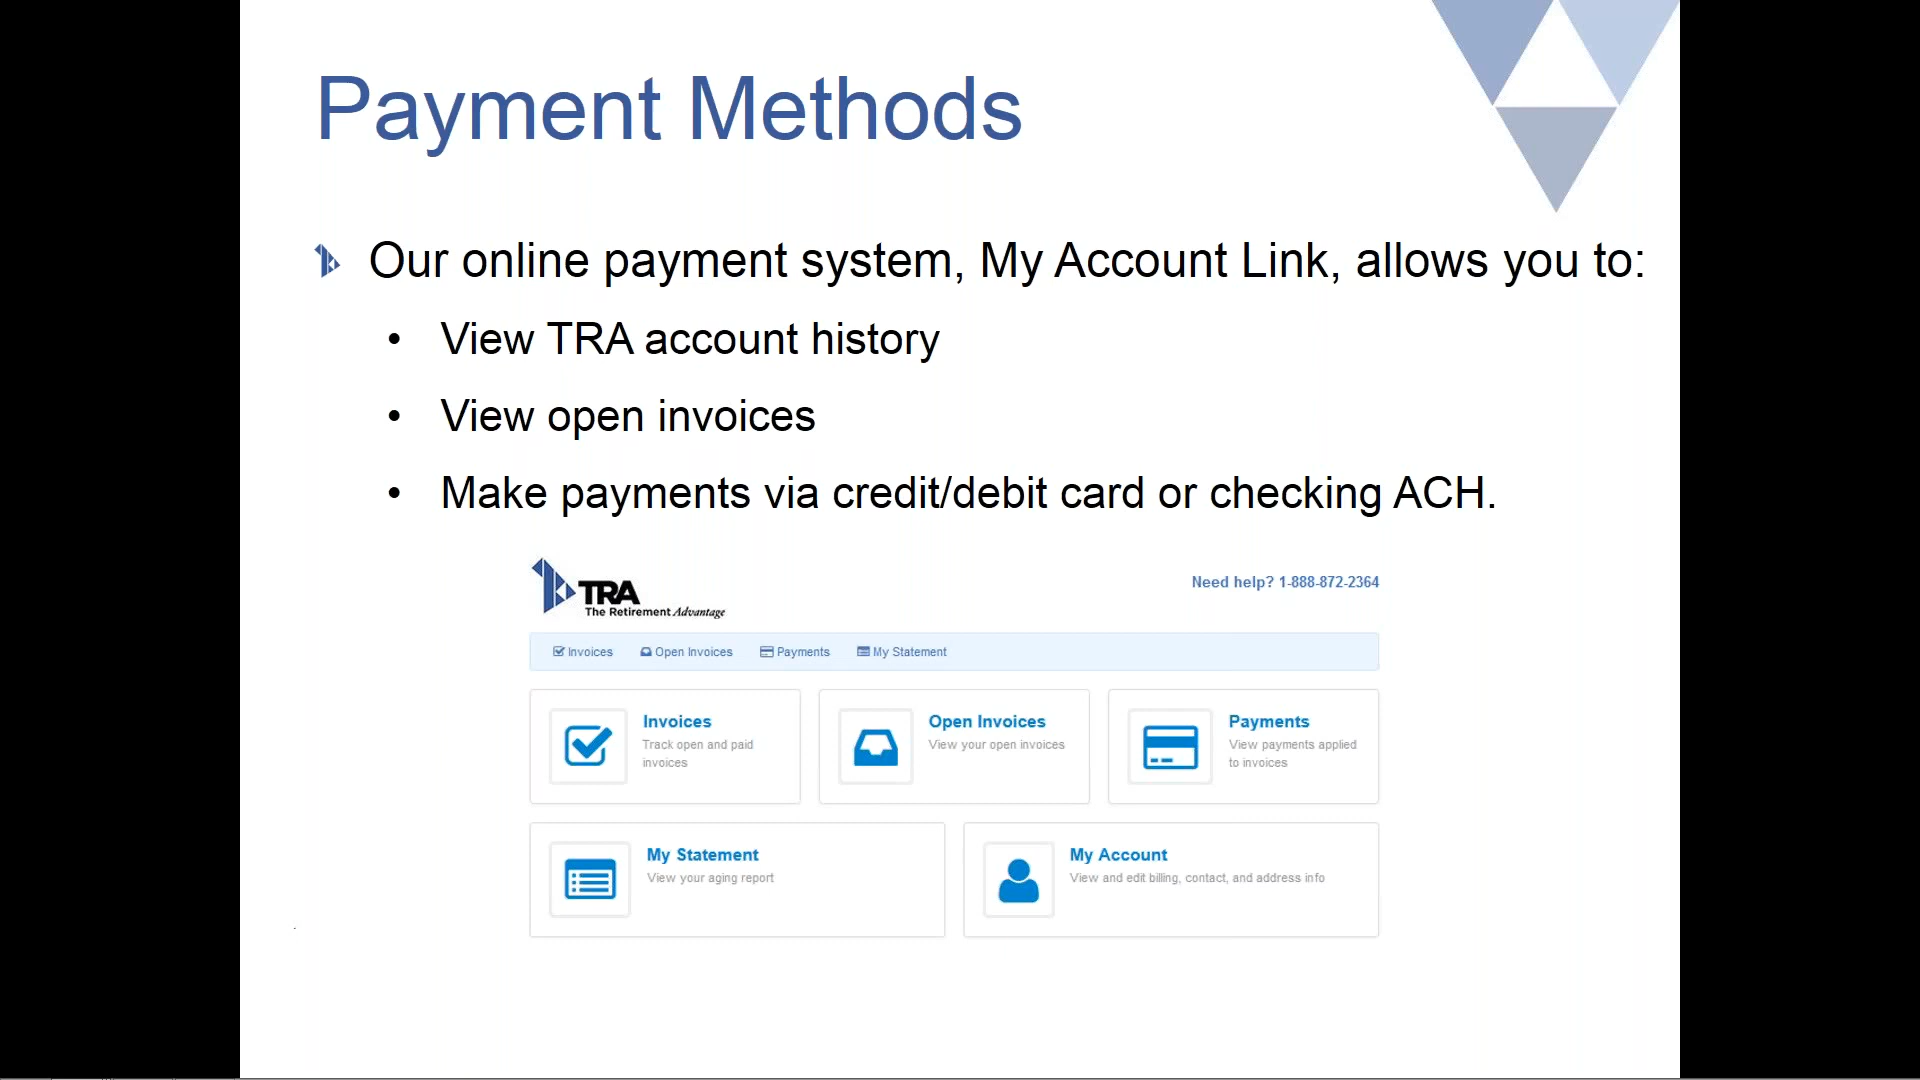 Payment Methods
Our online payment system, My Account Link, allows you to:
• View TRA account history
• View open invoices
• Make payments via credit/debit card or checking ACH.
TRA
The Retirement Advantage
Need help? 1-888-872-2364
Invoices Open Invoices Payments My Statement
Invoices
Track open and paid
invoices
Open Invoices
View your open invoices
Payments
View payments applied
to invoices
My Statement
View your aging report
My Account
View and edit billing, contact, and address info